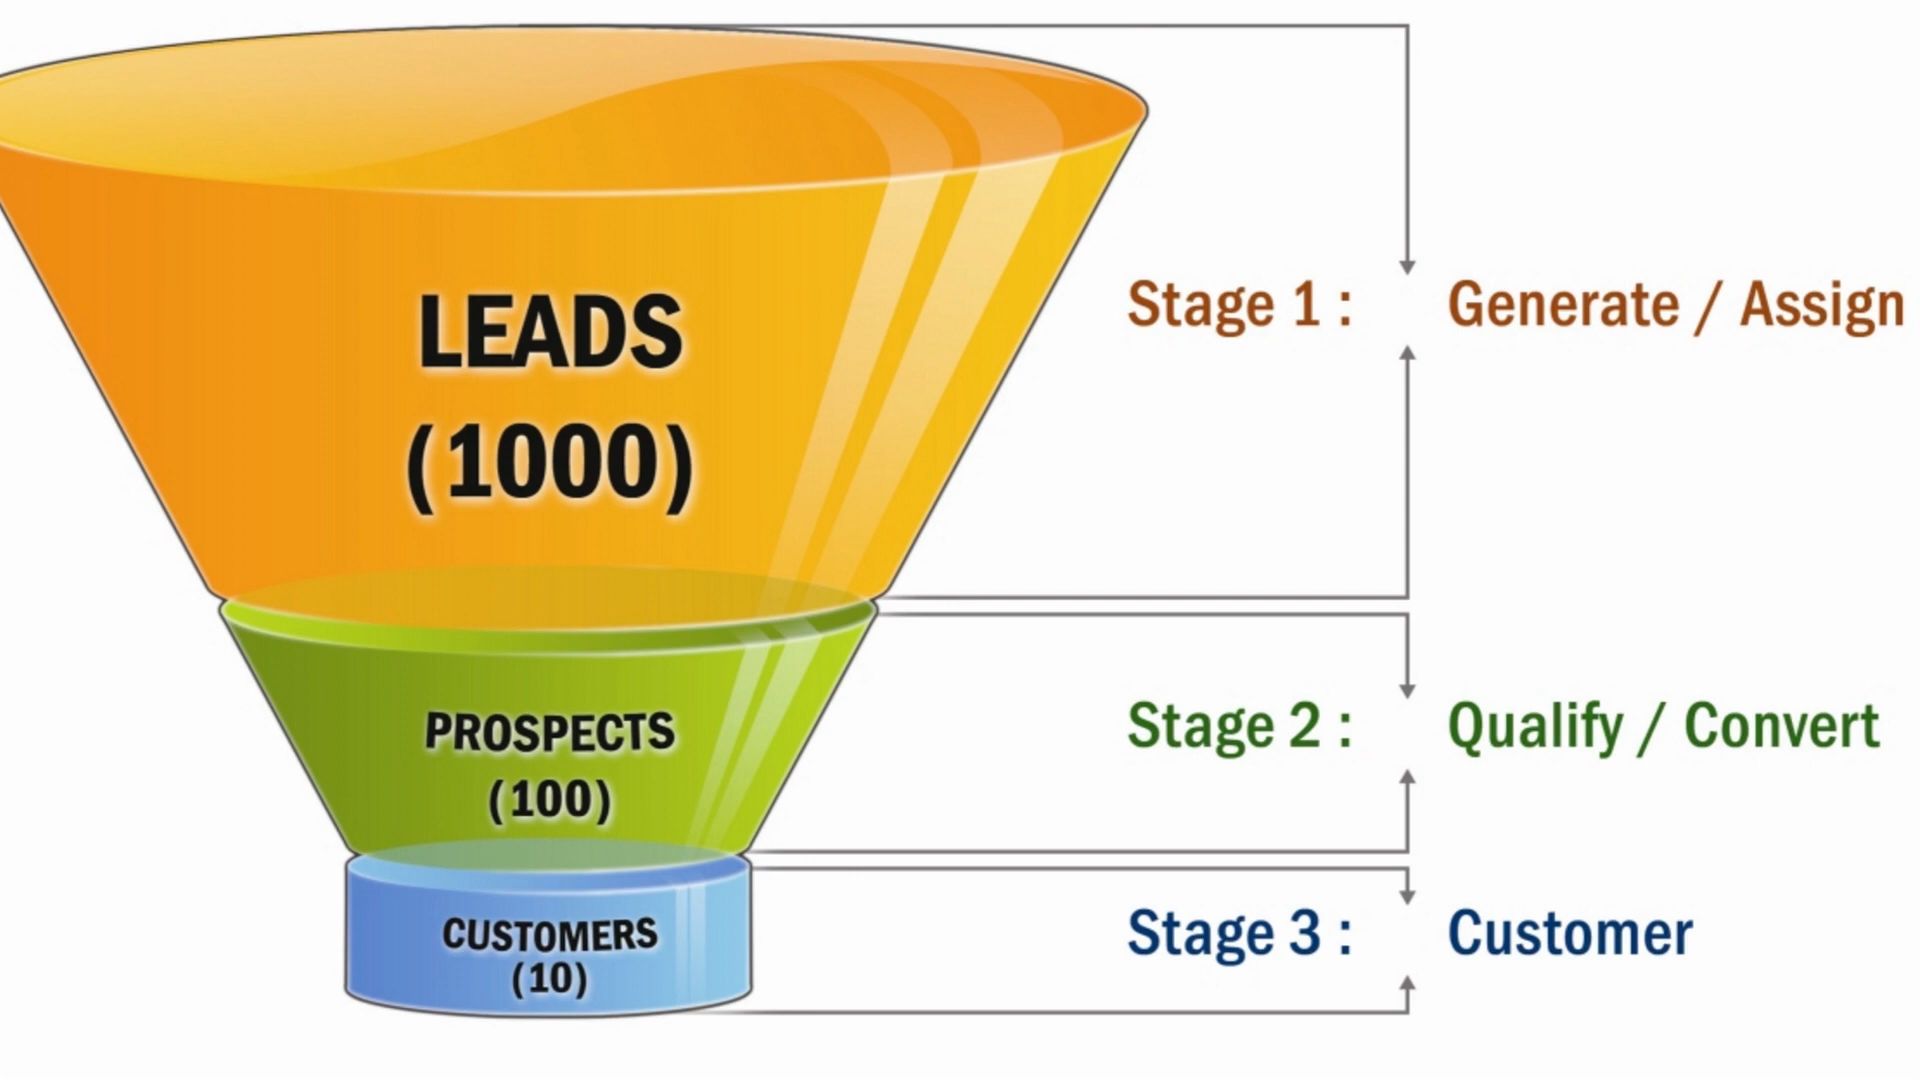 LEADS
(1000)
Stage 1 : Generate / Assign
PROSPECTS
(100)
Stage 2 : Qualify / Convert
CUSTOMERS
(10)
Stage 3 : Customer